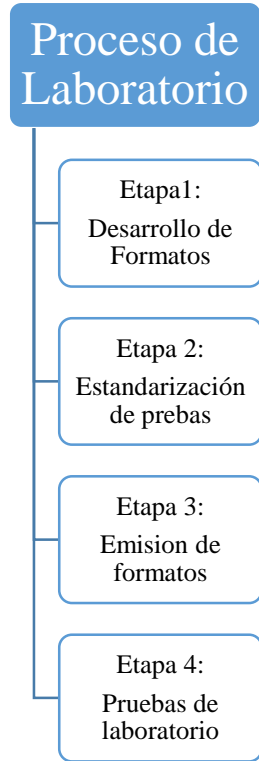 Proceso de
Laboratorio
Etapa1:
Desarrollo de
Formatos
Etapa 2:
Estandarización
de prebas
Etapa 3:
Emision de
formatos
Etapa 4:
Pruebas de
laboratorio